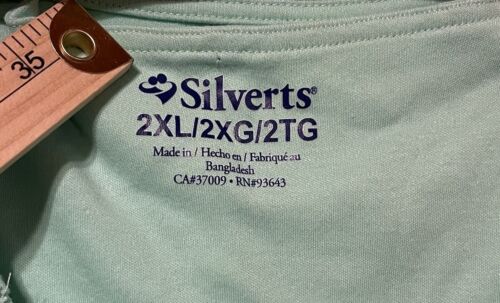 35
Silverts®
2XL/2XG/2TG
Made in / Hecho en / Fabriqué au
Bangladesh
CA#37009 • RN#93643